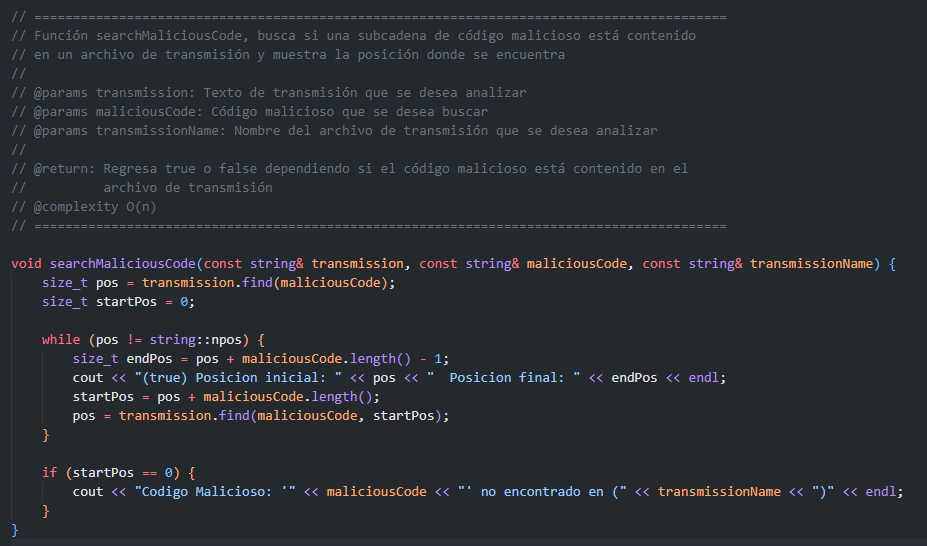 // ==========================================================================================
// Función searchMaliciousCode, busca si una subcadena de código malicioso está contenido
// en un archivo de transmisión y muestra la posición donde se encuentra
//
// @params transmission: Texto de transmisión que se desea analizar
// @params maliciousCode: Código malicioso que se desea buscar
// @params transmissionName: Nombre del archivo de transmisión que se desea analizar
//
// @return: Regresa true o false dependiendo si el código malicioso está contenido en el
//          archivo de transmisión
// @complexity O(n)
// ==========================================================================================
void searchMaliciousCode(const string& transmission, const string& maliciousCode, const string& transmissionName) {
    size_t pos = transmission.find(maliciousCode);
    size_t startPos = 0;
    while (pos != string::npos) {
        size_t endPos = pos + maliciousCode.length() - 1;
        cout << "(true) Posicion inicial: " << pos << "  Posicion final: " << endPos << endl;
        startPos = pos + maliciousCode.length();
        pos = transmission.find(maliciousCode, startPos);
    }
    if (startPos == 0) {
        cout << "Codigo Malicioso: '" << maliciousCode << "' no encontrado en (" << transmissionName << ")" << endl;
    }
}